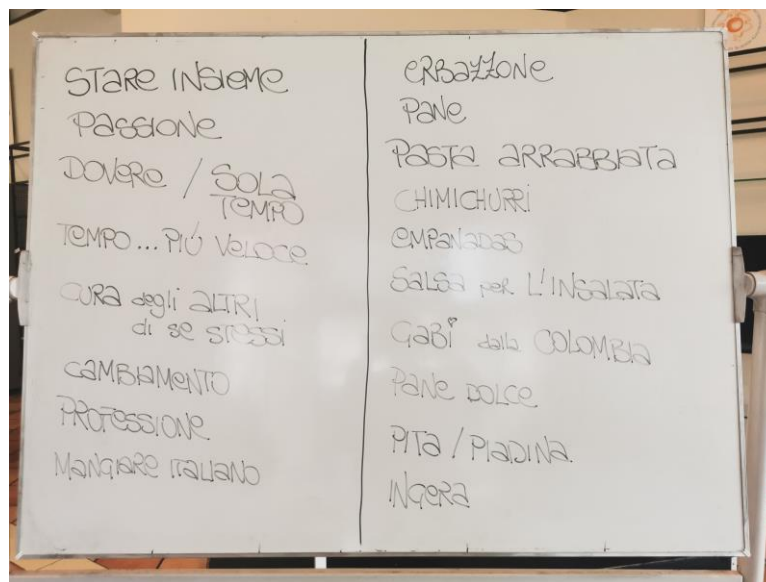 STARE INSIEME
PASSIONE
DOVERE / SOLA
TEMPO
TEMPO... PIÚ VELOCE
CURA degli ALTRI
di se STESSI
CAMBIAMENTO
PROFESSIONE
MANGIARE ITALIANO
ERBAZZONE
PANE
PASTA ARRABBIATA
CHIMICHURRI
EMPANADAS
SALSA PER L'INSALATA
GABI dalla COLOMBIA
PANE DOLCE
PITA / PIADINA.
INGERA